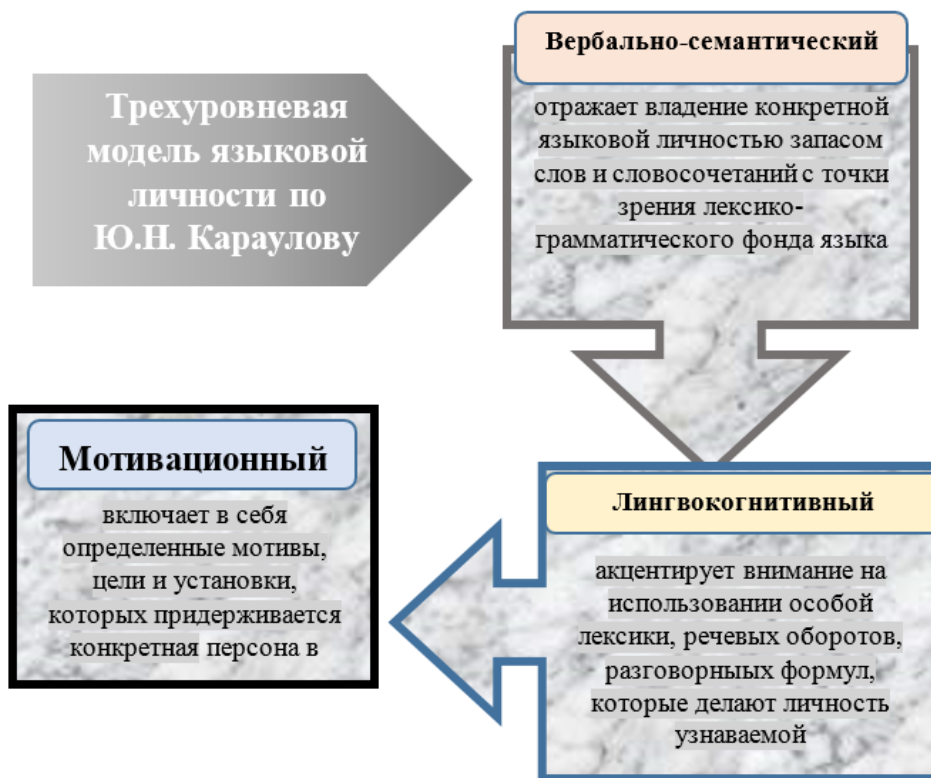 Трехуровневая
модель языковой
личности по
Ю.Н. Караулову
Вербально-семантический
отражает владение конкретной
языковой личностью запасом
слов и словосочетаний с точки
зрения лексико-
грамматического фонда языка
Лингвокогнитивный
акцентирует внимание на
использовании особой
лексики, речевых оборотов,
разговорныых формул,
которые делают личность
узнаваемой
Мотивационный
включает в себя
определенные мотивы,
цели и установки,
которых придерживается
конкретная персона в